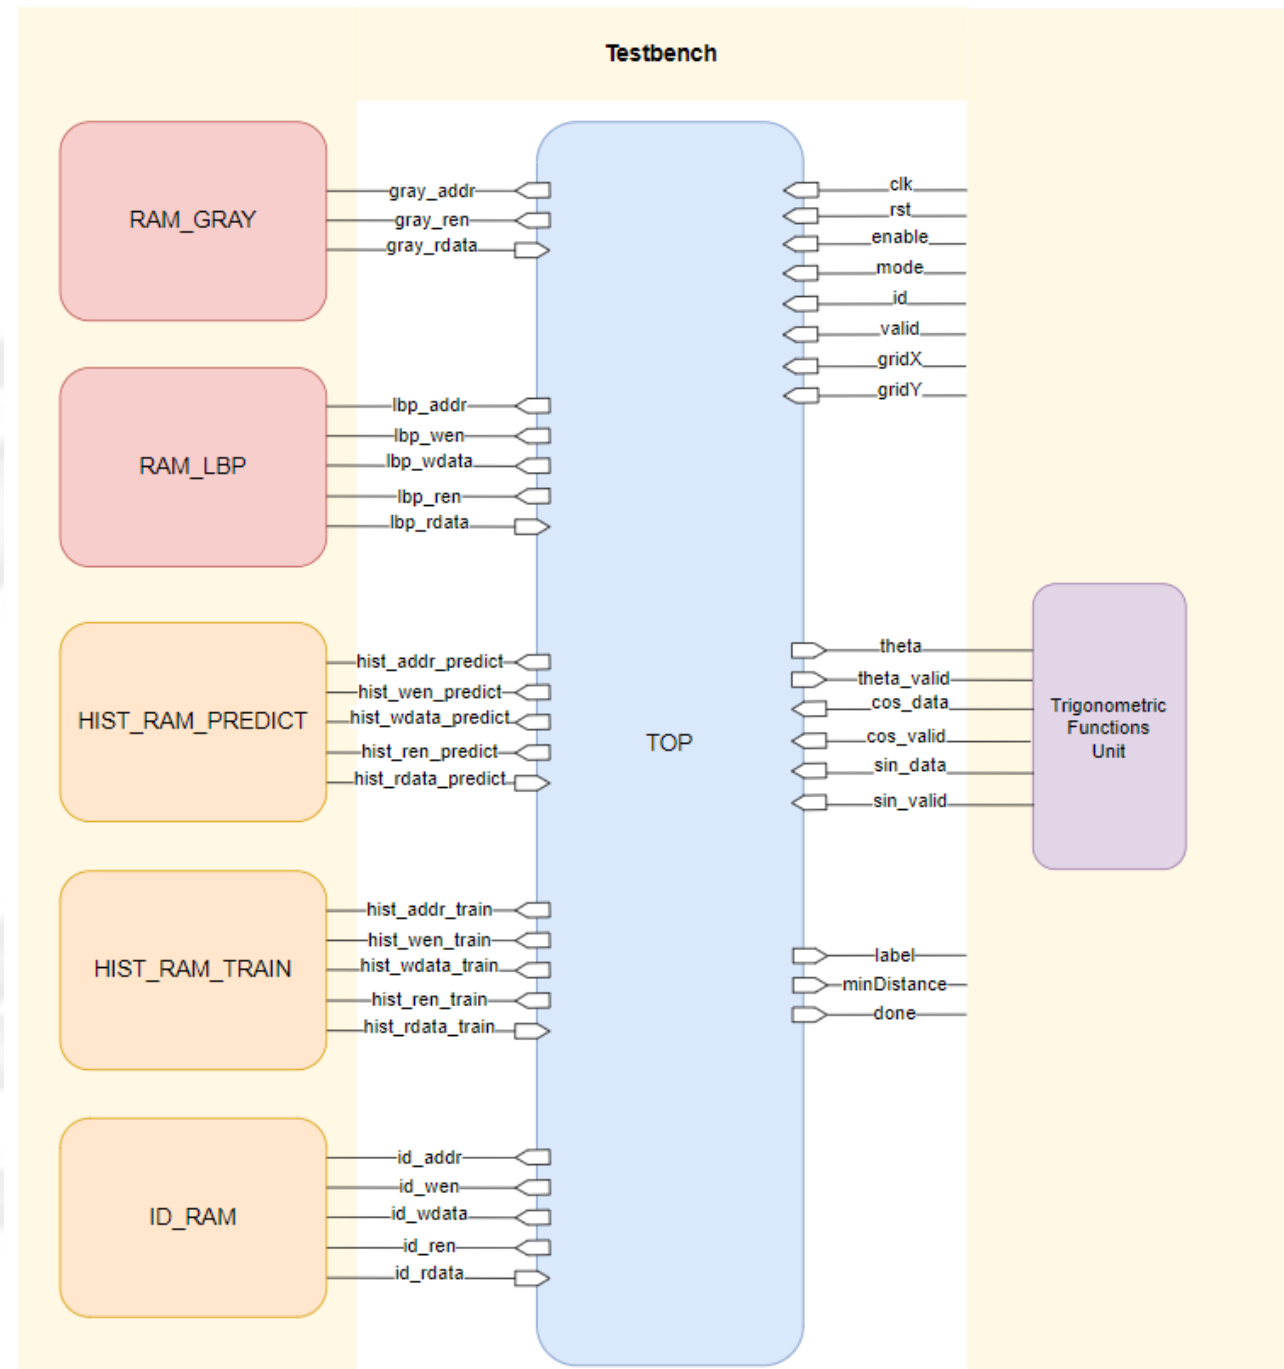 Testbench
RAM_GRAY
gray_addr
gray_ren
gray_rdata
clk
rst
enable
mode
id
valid
gridX
gridY
RAM_LBP
lbp_addr
lbp_wen
lbp_wdata
lbp_ren
lbp_rdata
HIST_RAM_PREDICT
hist_addr_predict
hist_wen_predict
hist_wdata_predict
hist_ren_predict
hist_rdata_predict
TOP
theta
theta_valid
cos_data
cos_valid
sin_data
sin_valid
Trigonometric
Functions
Unit
HIST_RAM_TRAIN
hist_addr_train
hist_wen_train
hist_wdata_train
hist_ren_train
hist_rdata_train
label
minDistance
done
ID_RAM
id_addr
id_wen
id_wdata
id_ren
id_rdata